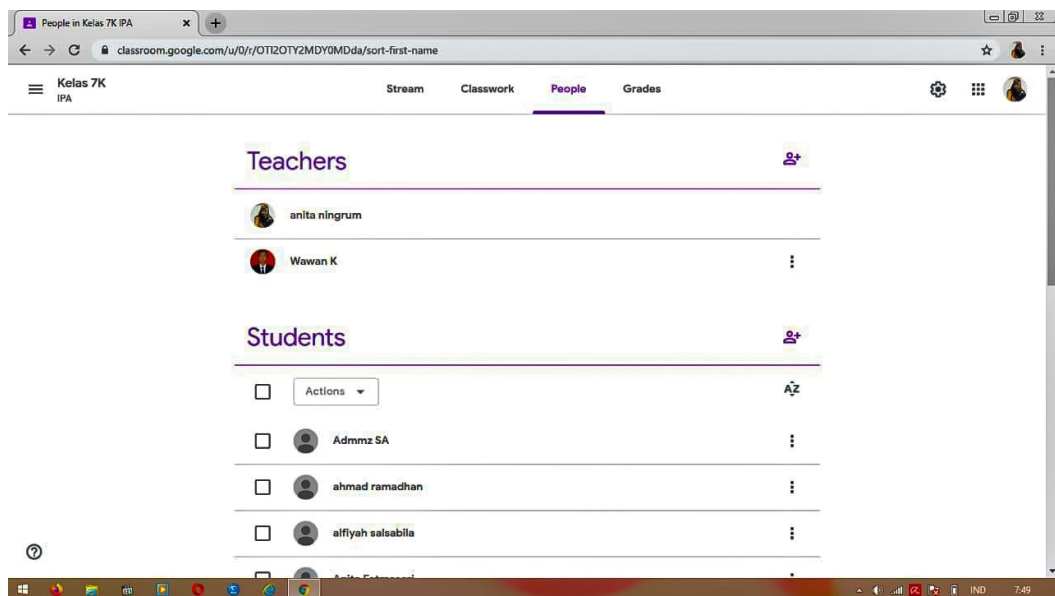 People in Kelas 7K IPA
classroom.google.com/u/0/r/OTI2OTY2MDY0MDda/sort-first-name
Kelas 7K
IPA
Stream Classwork People Grades
Teachers
anita ningrum
Wawan K
Students
Actions
AZ
Admmz SA
ahmad ramadhan
alfiyah salsabila
IND 7:49